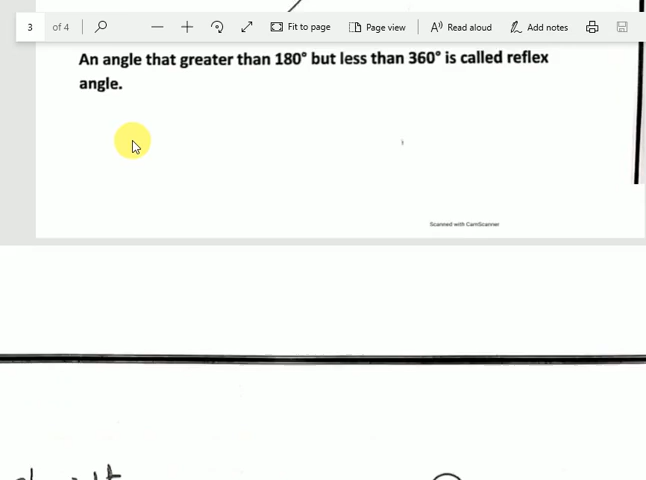 3 of 4 Fit to page Page view Read aloud Add notes
An angle that greater than 180° but less than 360° is called reflex
angle.
Scanned with CamScanner